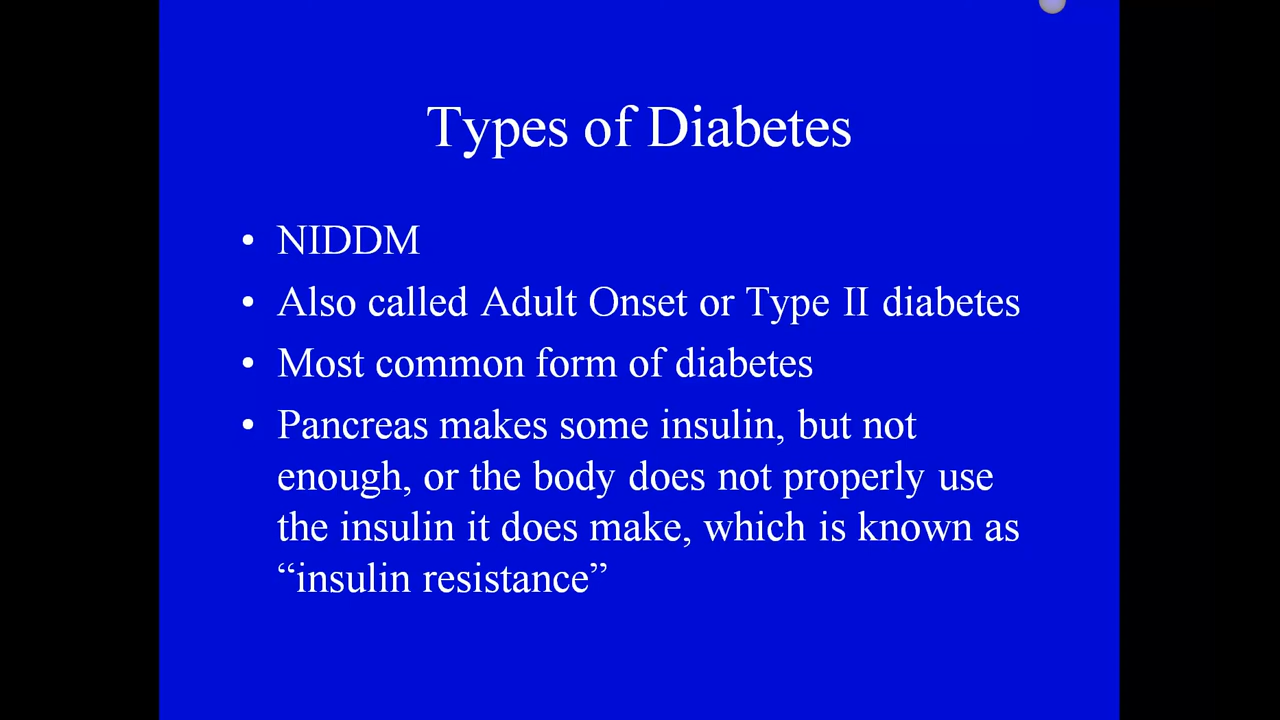 Types of Diabetes
• NIDDM
• Also called Adult Onset or Type II diabetes
• Most common form of diabetes
• Pancreas makes some insulin, but not
enough, or the body does not properly use
the insulin it does make, which is known as
“insulin resistance”